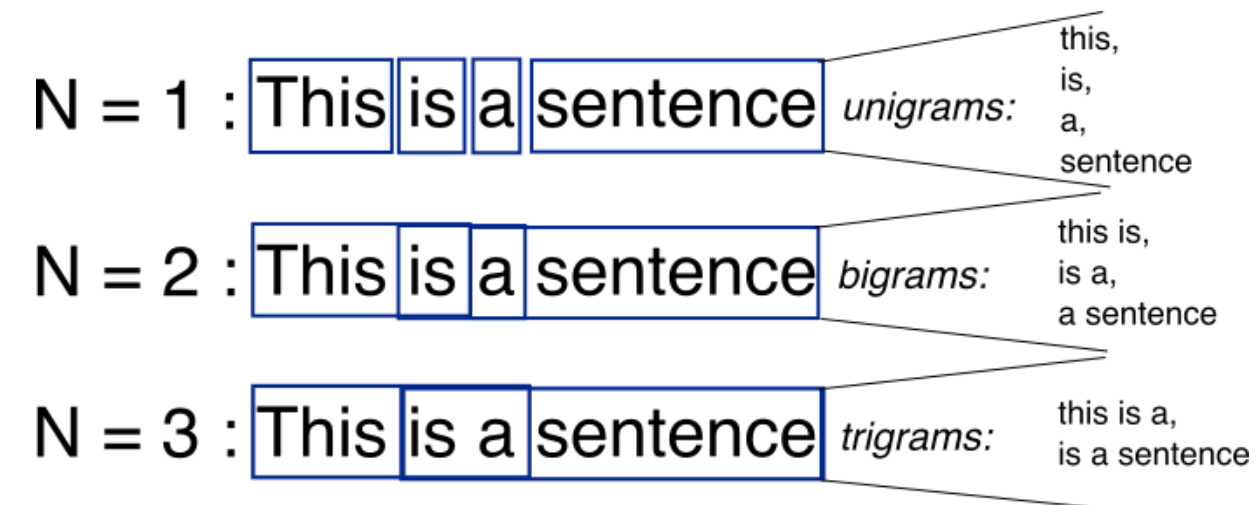 N = 1 : This is a sentence unigrams:
this,
is,
a,
sentence
N = 2 : This is a sentence bigrams:
this is,
is a,
a sentence
N = 3 : This is a sentence trigrams:
this is a,
is a sentence